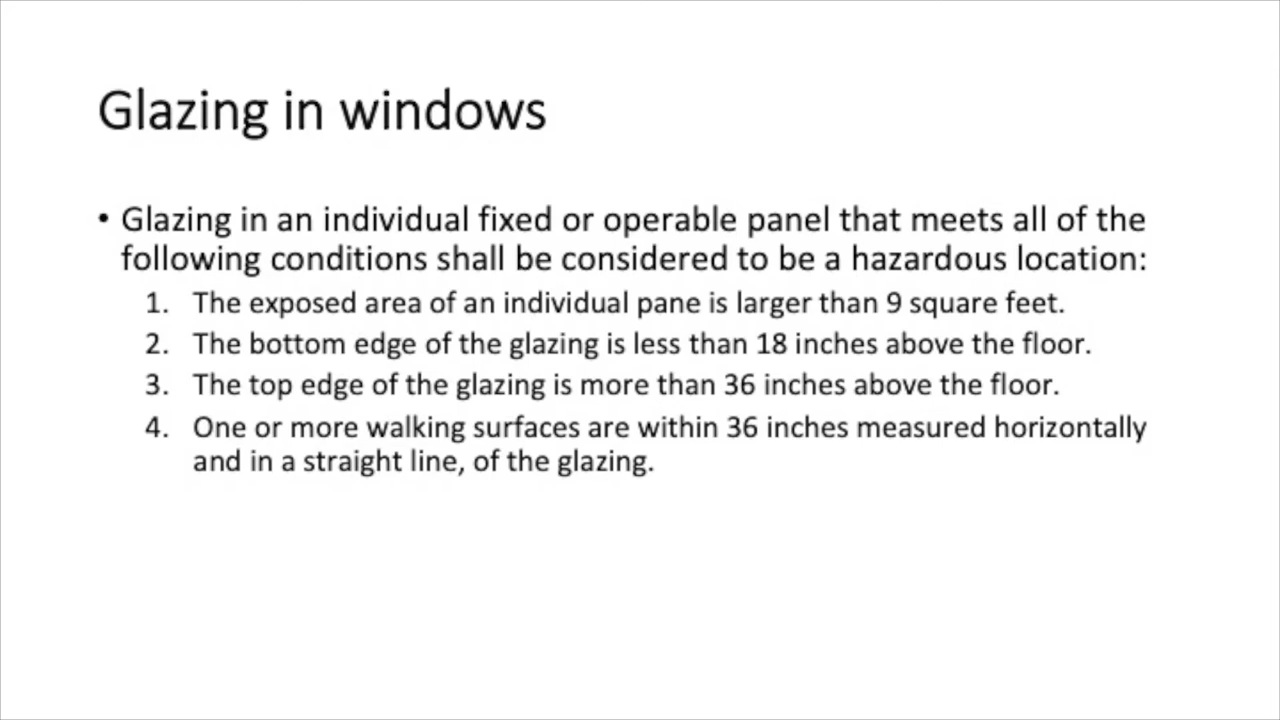 Glazing in windows
• Glazing in an individual fixed or operable panel that meets all of the
following conditions shall be considered to be a hazardous location:
1. The exposed area of an individual pane is larger than 9 square feet.
2. The bottom edge of the glazing is less than 18 inches above the floor.
3. The top edge of the glazing is more than 36 inches above the floor.
4. One or more walking surfaces are within 36 inches measured horizontally
and in a straight line, of the glazing.